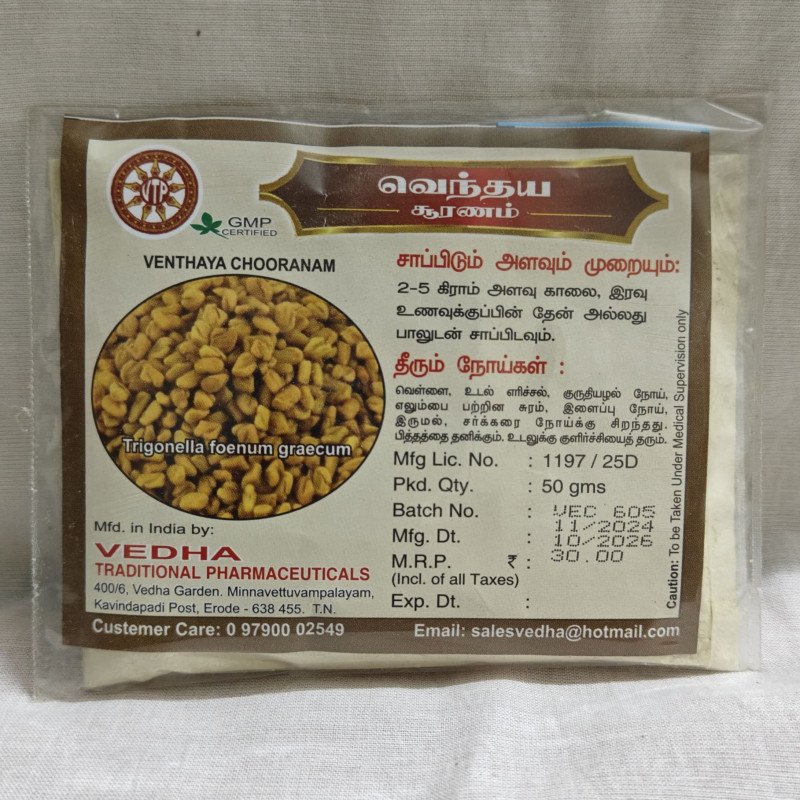 VTP
GMP
CERTIFIED
வெந்தய
சூரணம்
VENTHAYA CHOORANAM
Trigonella foenum graecum
Mfd. in India by:
VEDHA
TRADITIONAL PHARMACEUTICALS
400/6, Vedha Garden. Minnavettuvampalayam,
Kavindapadi Post, Erode - 638 455. T.N.
சாப்பிடும் அளவும் முறையும்:
2-5 கிராம் அளவு காலை, இரவு
உணவுக்குப்பின் தேன் அல்லது
பாலுடன் சாப்பிடவும்.
தீரும் நோய்கள் :
வெள்ளை, உடல் எரிச்சல், குருதியழல் நோய்,
எலும்பை பற்றின சுரம், இளைப்பு நோய்,
இருமல், சர்க்கரை நோய்க்கு சிறந்தது.
பித்தத்தை தணிக்கும். உடலுக்கு குளிர்ச்சியைத் தரும்.
Mfg Lic. No. : 1197 / 25D
Pkd. Qty. : 50 gms
Batch No. : VEC 605
Mfg. Dt. : 11/2024
10/2026
M.R.P. ₹ : 30.00
(Incl. of all Taxes)
Exp. Dt. :
Caution: To be Taken Under Medical Supervision only
Custemer Care: 0 97900 02549 Email: salesvedha@hotmail.com